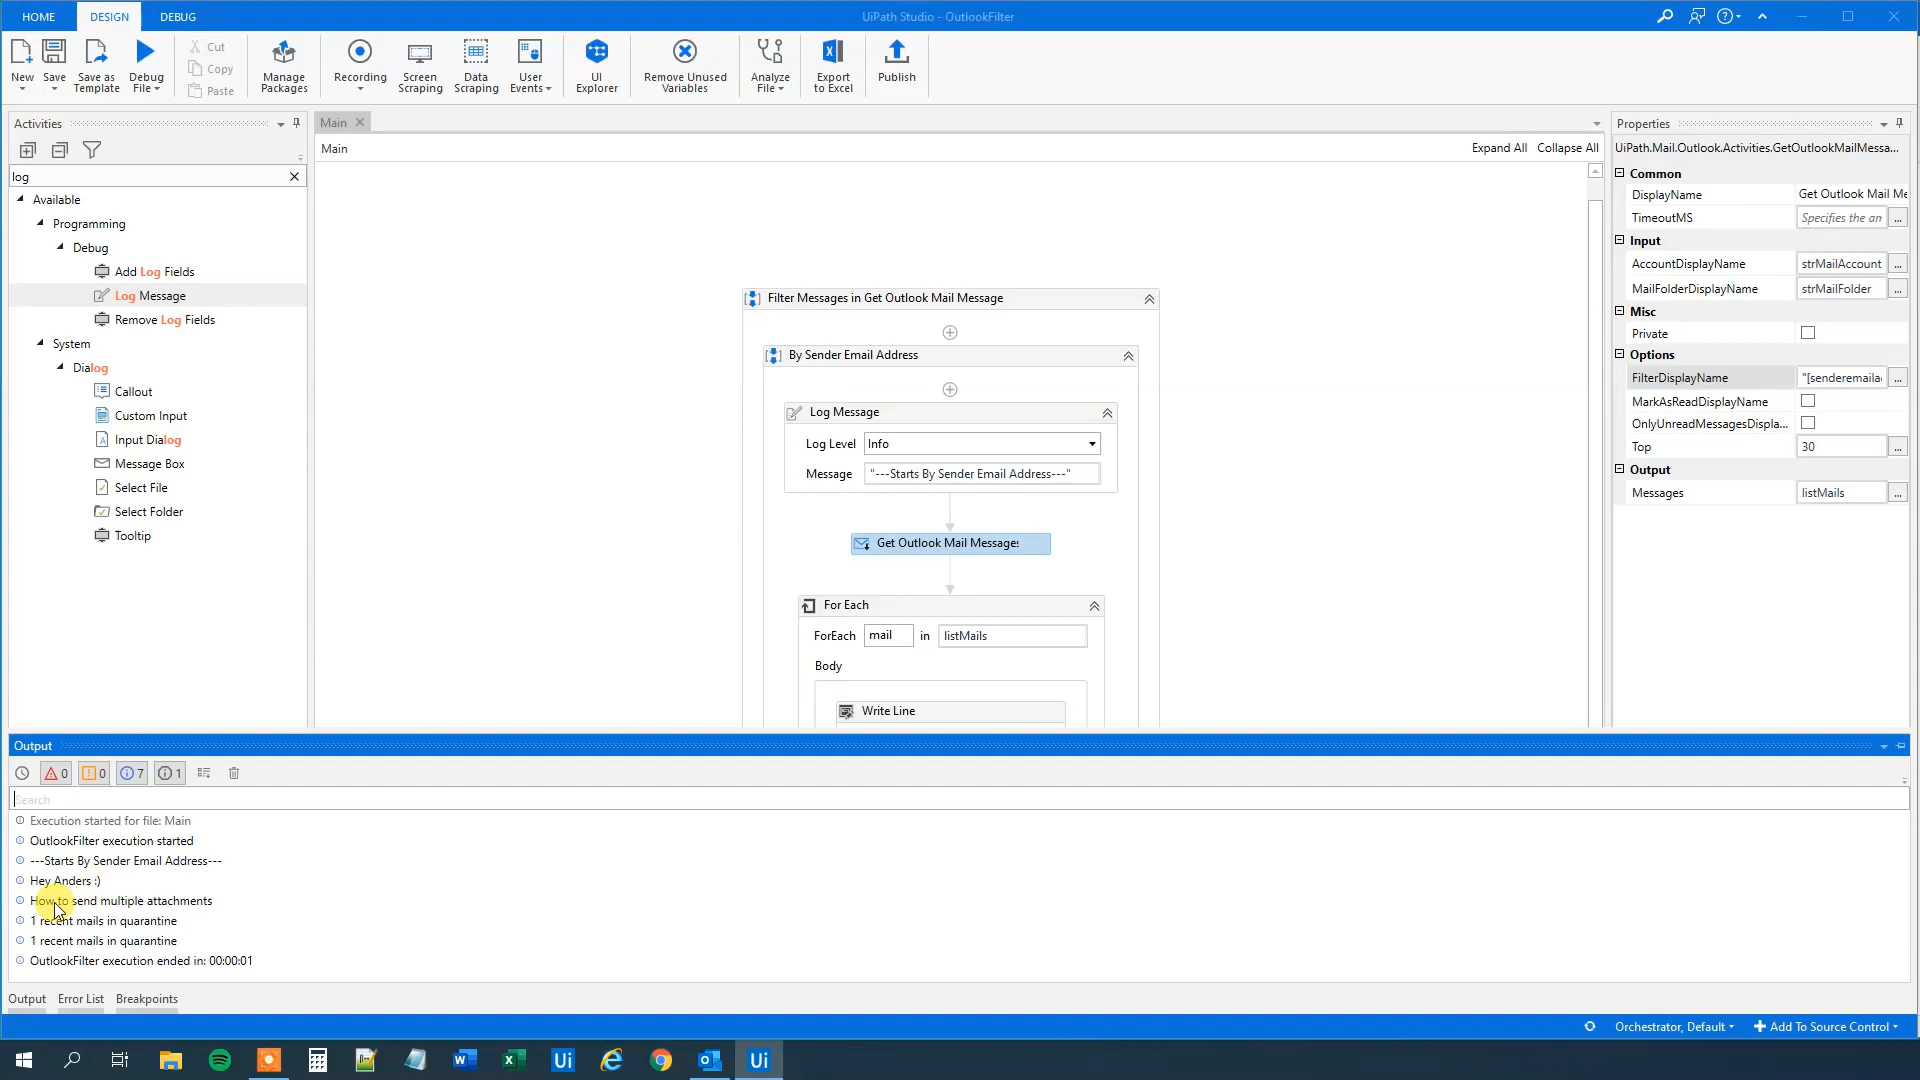 HOME DESIGN DEBUG UiPath Studio - OutlookFilter
New Save Save as Template Debug File Cut Copy Paste Manage Packages Recording Screen Scraping Data Scraping User Events UI Explorer Remove Unused Variables Analyze File Export to Excel Publish
Activities
log
Available
Programming
Debug
Add Log Fields
Log Message
Remove Log Fields
System
Dialog
Callout
Custom Input
Input Dialog
Message Box
Select File
Select Folder
Tooltip
Main
Main Expand All Collapse All
Filter Messages in Get Outlook Mail Message
By Sender Email Address
Log Message
Log Level Info
Message "---Starts By Sender Email Address---"
Get Outlook Mail Messages
For Each
ForEach mail in listMails
Body
Write Line
Properties
UiPath.Mail.Outlook.Activities.GetOutlookMailMessa...
Common
DisplayName Get Outlook Mail Me
TimeoutMS Specifies the an ...
Input
AccountDisplayName strMailAccount ...
MailFolderDisplayName strMailFolder ...
Misc
Private
Options
FilterDisplayName "[senderemaila ...
MarkAsReadDisplayName
OnlyUnreadMessagesDispla...
Top 30 ...
Output
Messages listMails ...
Output
0 0 7 1
Search
Execution started for file: Main
OutlookFilter execution started
---Starts By Sender Email Address---
Hey Anders :)
How to send multiple attachments
1 recent mails in quarantine
1 recent mails in quarantine
OutlookFilter execution ended in: 00:00:01
Output Error List Breakpoints
Orchestrator, Default Add To Source Control
Ui Ui